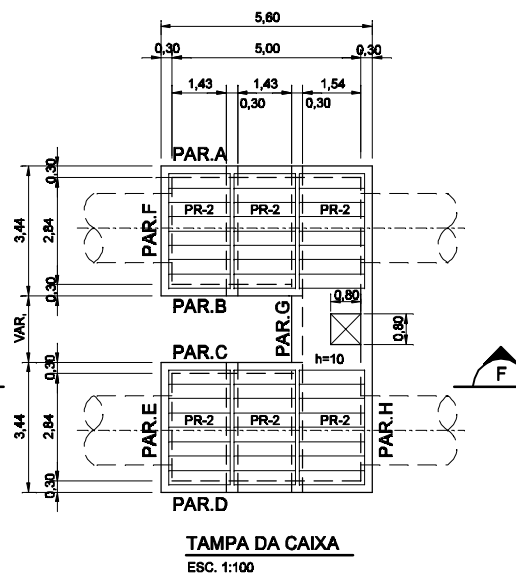 5,60
0,30 5,00 0,30
1,43 1,43 1,54
0,30 0,30
PAR.A
0,30
3,44
2,84
PAR.F
PR-2 PR-2 PR-2
0,30
PAR.B
PAR.G
0,80
0,80
VAR.
PAR.C
h=10
0,30
F
3,44
2,84
PAR.E
PR-2 PR-2 PR-2
PAR.H
0,30
PAR.D
TAMPA DA CAIXA
ESC. 1:100